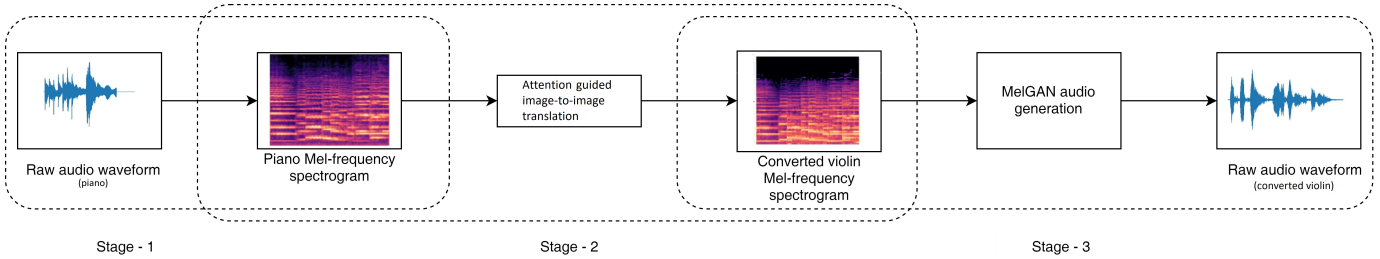 Raw audio waveform
(piano)
Piano Mel-frequency
spectrogram
Attention guided
image-to-image
translation
Converted violin
Mel-frequency
spectrogram
MelGAN audio
generation
Raw audio waveform
(converted violin)
Stage - 1
Stage - 2
Stage - 3